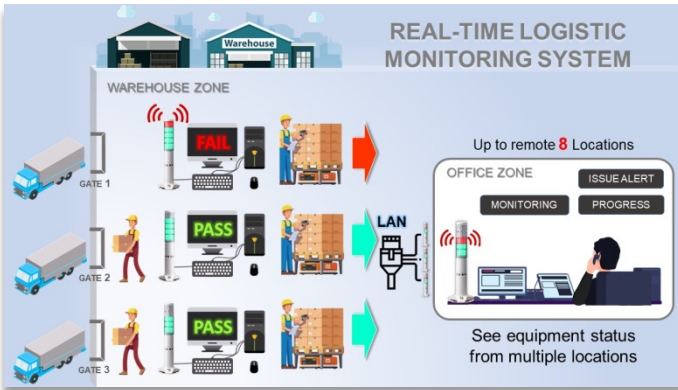 REAL-TIME LOGISTIC
MONITORING SYSTEM
Warehouse
WAREHOUSE ZONE
FAIL
GATE 1
PASS
GATE 2
PASS
GATE 3
LAN
Up to remote 8 Locations
OFFICE ZONE
ISSUE ALERT
MONITORING
PROGRESS
See equipment status
from multiple locations